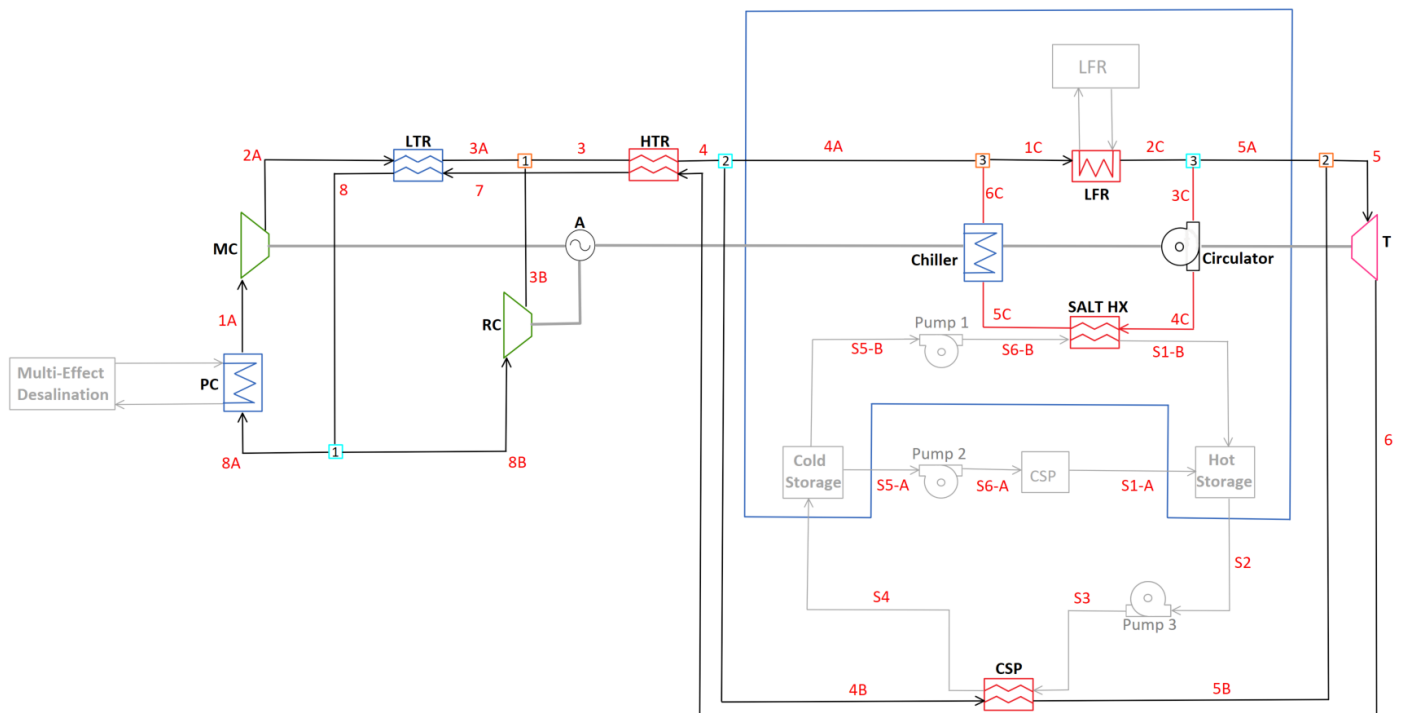 LFR
LTR
HTR
2A
3A
1
3
4
2
4A
3
1C
2C
3
5A
2
5
8
7
LFR
6C
3C
A
MC
Chiller
Circulator
T
3B
1A
RC
SALT HX
5C
4C
Pump 1
S5-B
S6-B
S1-B
Multi-Effect
Desalination
PC
6
1
8A
8B
Cold
Storage
Pump 2
S5-A
S6-A
CSP
S1-A
Hot
Storage
S2
S4
S3
Pump 3
CSP
4B
5B